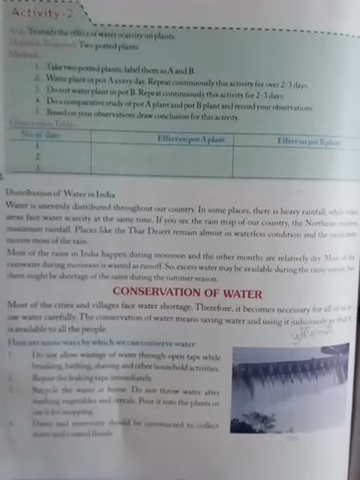 Activity-2
Aim: To study the effect of water scarcity on plants.
Materials Required: Two potted plants
Method:
1. Take two potted plants, label them as A and B.
2. Water plant in pot A every day. Repeat continuously this activity for over 2-3 days.
3. Do not water plant in pot B. Repeat continuously this activity for 2-3 days.
4. Do a comparative study of pot A plant and pot B plant and record your observations
5. Based on your observations draw conclusion for this activity.
Observation Table:
No. of days Effect on pot A plant Effect on pot B plant
1
2
3
Distribution of Water in India
Water is unevenly distributed throughout our country. In some places, there is heavy rainfall, while other
areas face water scarcity at the same time. If you see the rain map of our country, the Northeast
maximum rainfall. Places like the Thar Desert remain almost in waterless condition and the
receive most of the rain.
Most of the rains in India happen during monsoon and the other months are relatively dry. Most of the
rainwater during monsoon is wasted as runoff. So, excess water may be available during the rainy season but
there might be shortage of the same during the summer season.
CONSERVATION OF WATER
Most of the cities and villages face water shortage. Therefore, it becomes necessary for all of us to
use water carefully. The conservation of water means saving water and using it judiciously so that it
is available to all the people.
Here are some ways by which we can conserve water:
1. Do not allow wastage of water through open taps while
brushing, bathing, shaving and other household activities.
2. Repair the leaking taps immediately.
3. Recycle the water at home. Do not throw water after
washing vegetables and cereals. Pour it into the plants or
use it for mopping.
4. Dams and reservoirs should be constructed to collect
water and control floods.
Dam